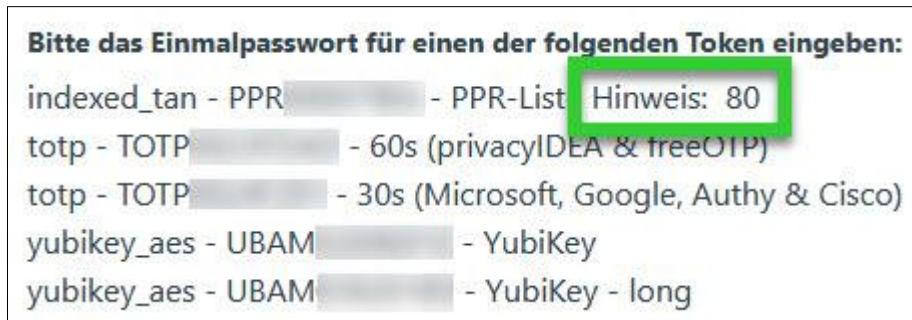 Bitte das Einmalpasswort für einen der folgenden Token eingeben:
indexed_tan - PPR - PPR-List Hinweis: 80
totp - TOTP - 60s (privacyIDEA & freeOTP)
totp - TOTP - 30s (Microsoft, Google, Authy & Cisco)
yubikey_aes - UBAM - YubiKey
yubikey_aes - UBAM - YubiKey - long